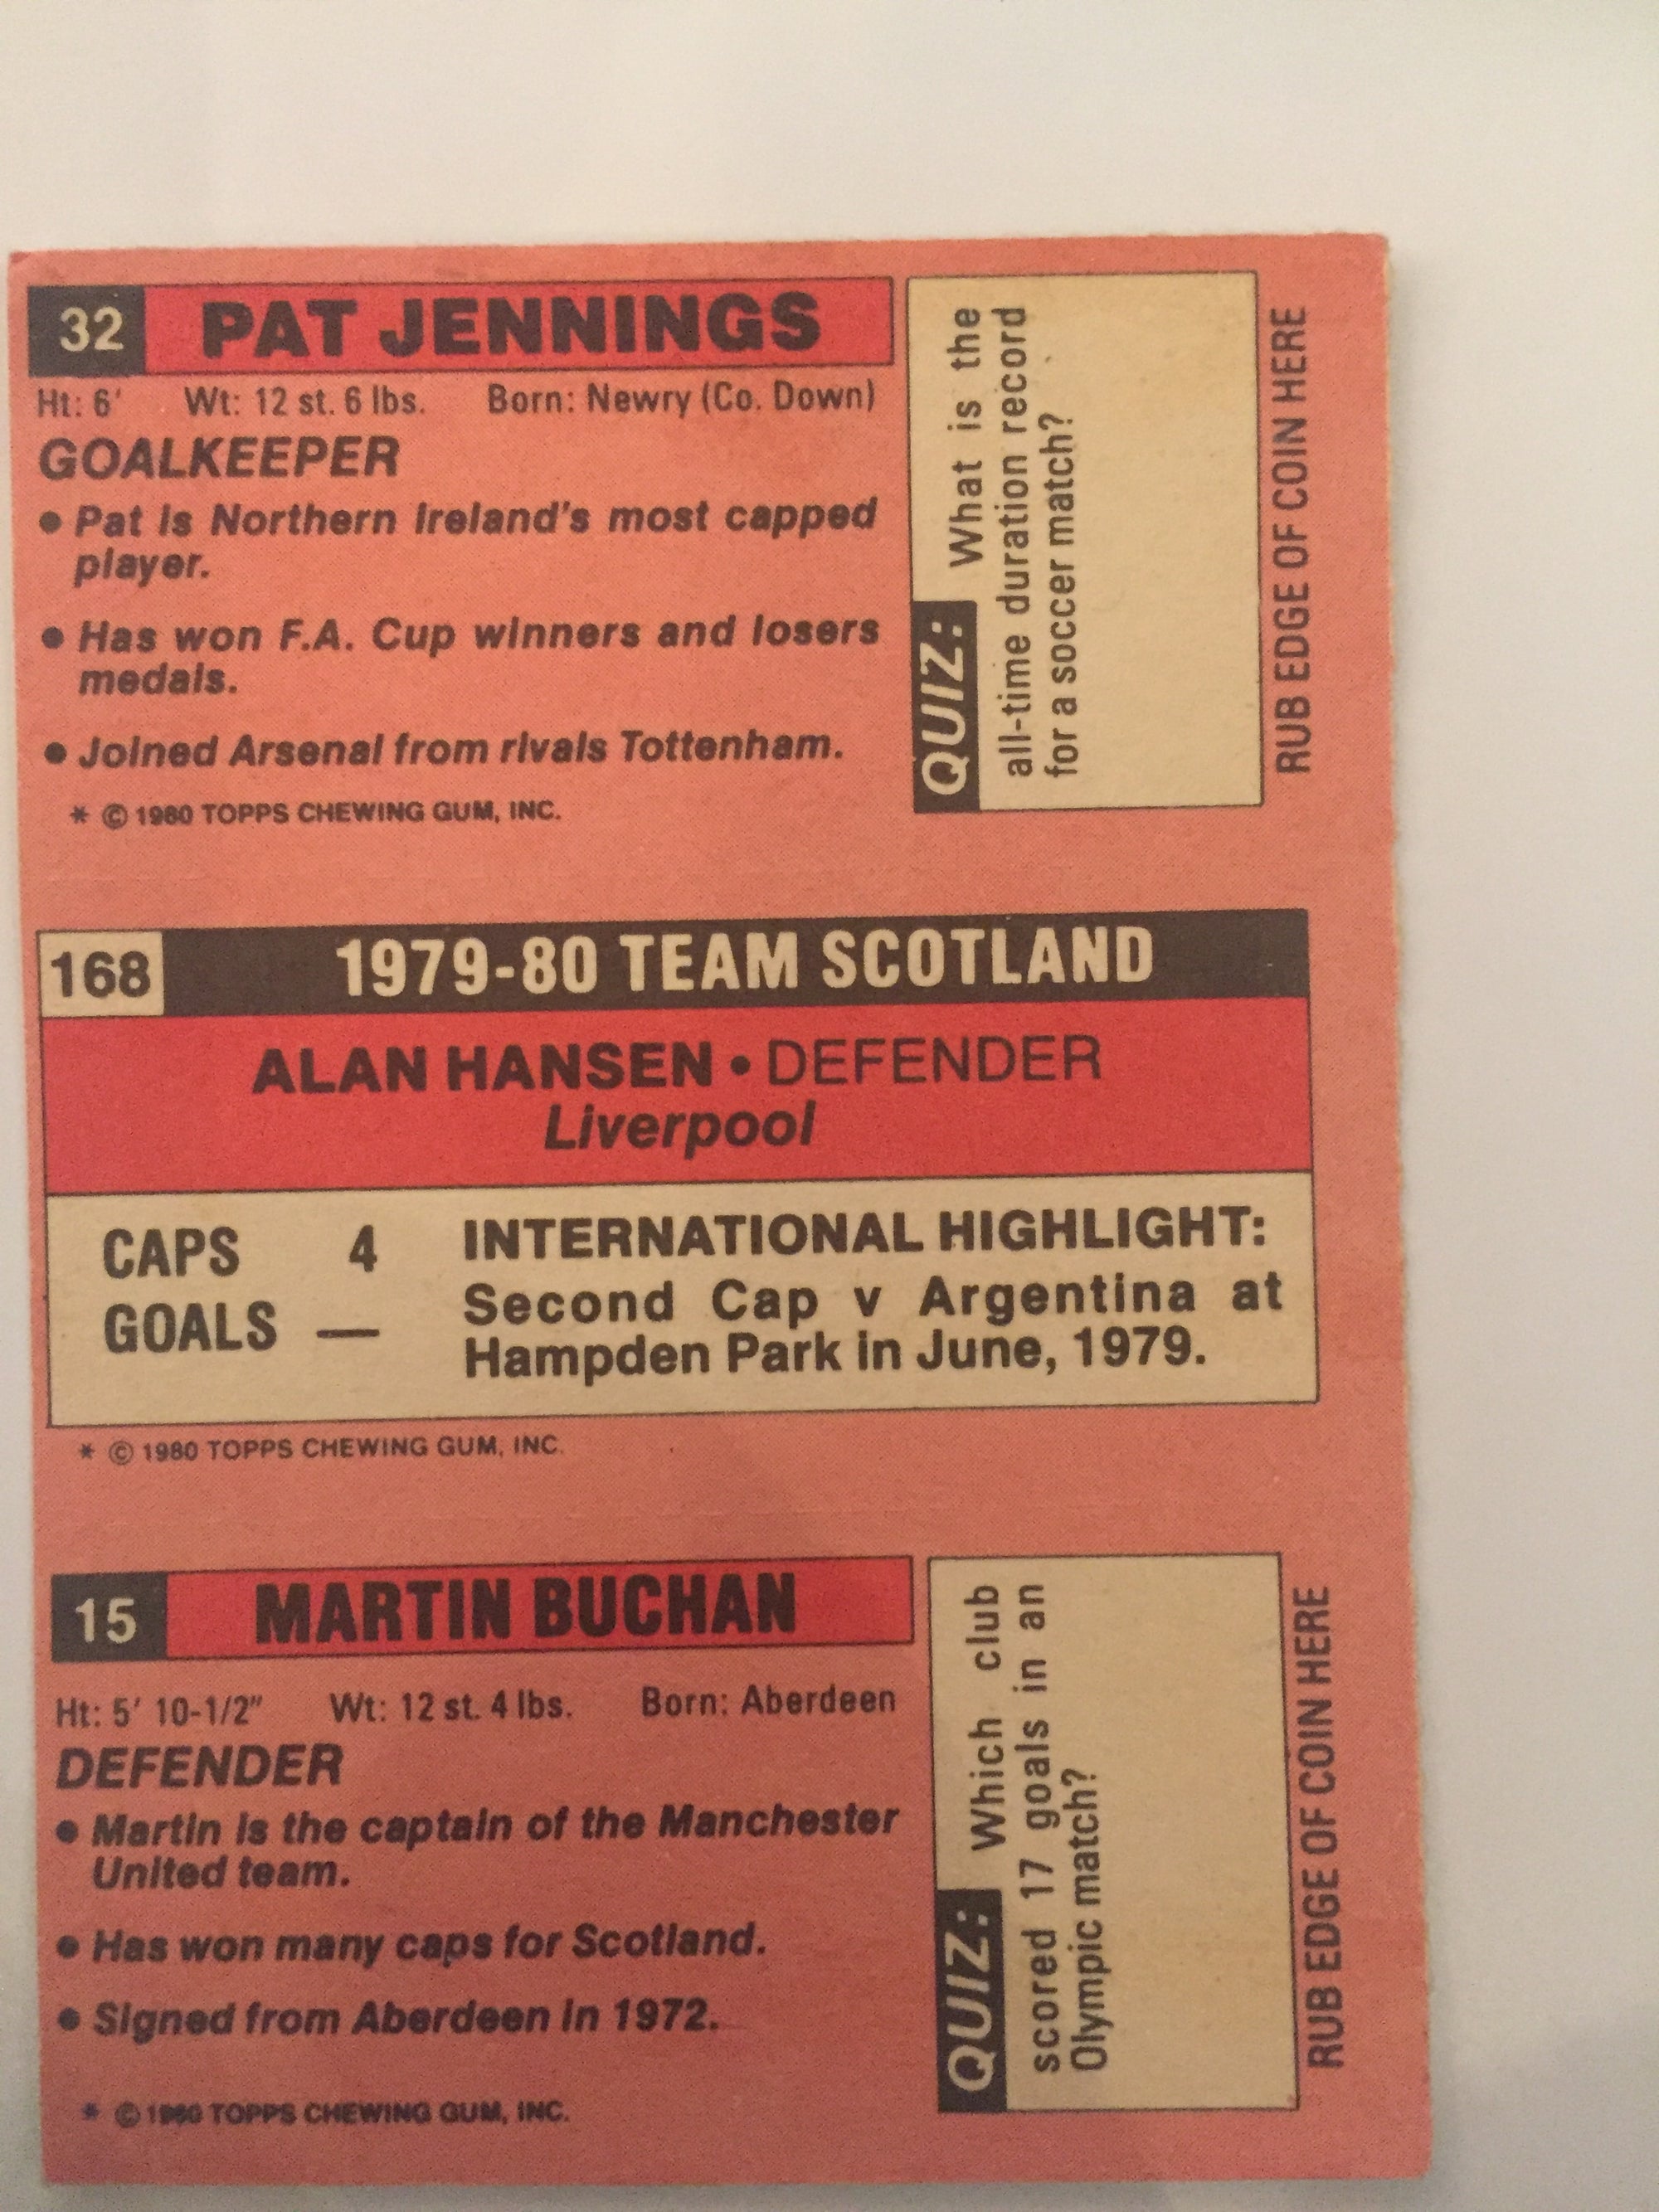 32 PAT JENNINGS
Ht: 6' Wt: 12 st. 6 lbs. Born: Newry (Co. Down)
GOALKEEPER
• Pat is Northern Ireland's most capped
player.
• Has won F.A. Cup winners and losers
medals.
• Joined Arsenal from rivals Tottenham.
* © 1980 TOPPS CHEWING GUM, INC.
QUIZ: What is the
all-time duration record
for a soccer match?
RUB EDGE OF COIN HERE
168 1979-80 TEAM SCOTLAND
ALAN HANSEN • DEFENDER
Liverpool
CAPS 4
GOALS —
INTERNATIONAL HIGHLIGHT:
Second Cap v Argentina at
Hampden Park in June, 1979.
* © 1980 TOPPS CHEWING GUM, INC.
15 MARTIN BUCHAN
Ht: 5' 10-1/2" Wt: 12 st. 4 lbs. Born: Aberdeen
DEFENDER
• Martin is the captain of the Manchester
United team.
• Has won many caps for Scotland.
• Signed from Aberdeen in 1972.
* © 1980 TOPPS CHEWING GUM, INC.
QUIZ: Which club
scored 17 goals in an
Olympic match?
RUB EDGE OF COIN HERE